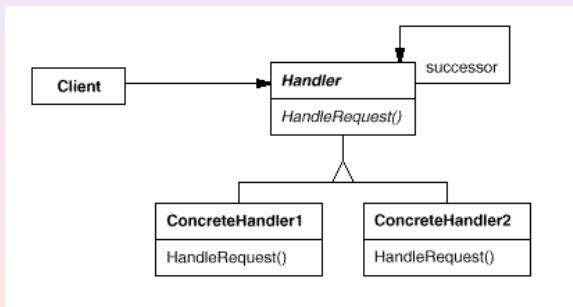 Client
Handler
HandleRequest()
successor
ConcreteHandler1
HandleRequest()
ConcreteHandler2
HandleRequest()